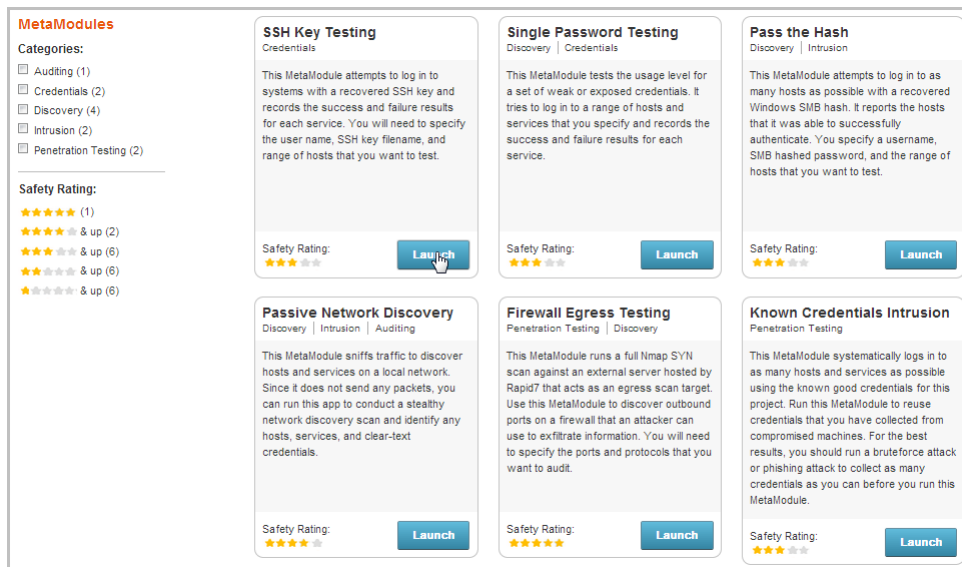 MetaModules
Categories:
Auditing (1)
Credentials (2)
Discovery (4)
Intrusion (2)
Penetration Testing (2)
Safety Rating:
(1)
& up (2)
& up (6)
& up (6)
& up (6)
SSH Key Testing
Credentials
This MetaModule attempts to log in to
systems with a recovered SSH key and
records the success and failure results
for each service. You will need to specify
the user name, SSH key filename, and
range of hosts that you want to test.
Safety Rating:
Launch
Single Password Testing
Discovery | Credentials
This MetaModule tests the usage level for
a set of weak or exposed credentials. It
tries to log in to a range of hosts and
services that you specify and records the
success and failure results for each
service.
Safety Rating:
Launch
Pass the Hash
Discovery | Intrusion
This MetaModule attempts to log in to as
many hosts as possible with a recovered
Windows SMB hash. It reports the hosts
that it was able to successfully
authenticate. You specify a username,
SMB hashed password, and the range of
hosts that you want to test.
Safety Rating:
Launch
Passive Network Discovery
Discovery | Intrusion | Auditing
This MetaModule sniffs traffic to discover
hosts and services on a local network.
Since it does not send any packets, you
can run this app to conduct a stealthy
network discovery scan and identify any
hosts, services, and clear-text
credentials.
Safety Rating:
Launch
Firewall Egress Testing
Penetration Testing | Discovery
This MetaModule runs a full Nmap SYN
scan against an external server hosted by
Rapid7 that acts as an egress scan target.
Use this MetaModule to discover outbound
ports on a firewall that an attacker can
use to exfiltrate information. You will need
to specify the ports and protocols that you
want to audit.
Safety Rating:
Launch
Known Credentials Intrusion
Penetration Testing
This MetaModule systematically logs in to
as many hosts and services as possible
using the known good credentials for this
project. Run this MetaModule to reuse
credentials that you have collected from
compromised machines. For the best
results, you should run a bruteforce attack
or phishing attack to collect as many
credentials as you can before you run this
MetaModule.
Safety Rating:
Launch